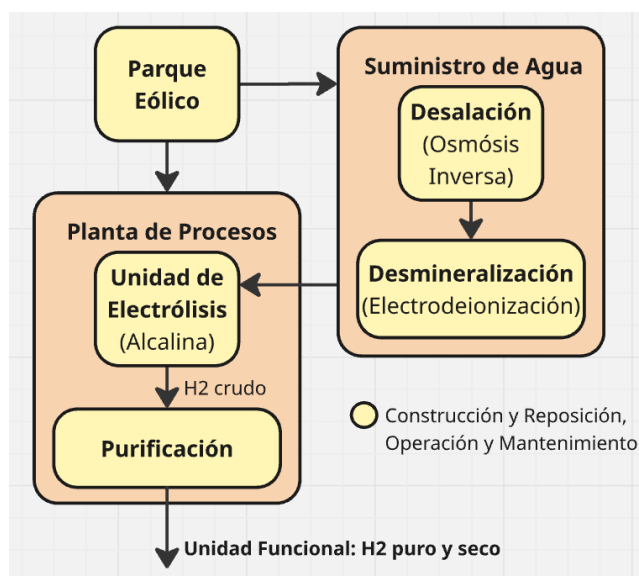 Parque
Eólico
Suministro de Agua
Desalación
(Osmósis
Inversa)
Desmineralización
(Electrodeionización)
Planta de Procesos
Unidad de
Electrólisis
(Alcalina)
H2 crudo
Purificación
Construcción y Reposición,
Operación y Mantenimiento
Unidad Funcional: H2 puro y seco